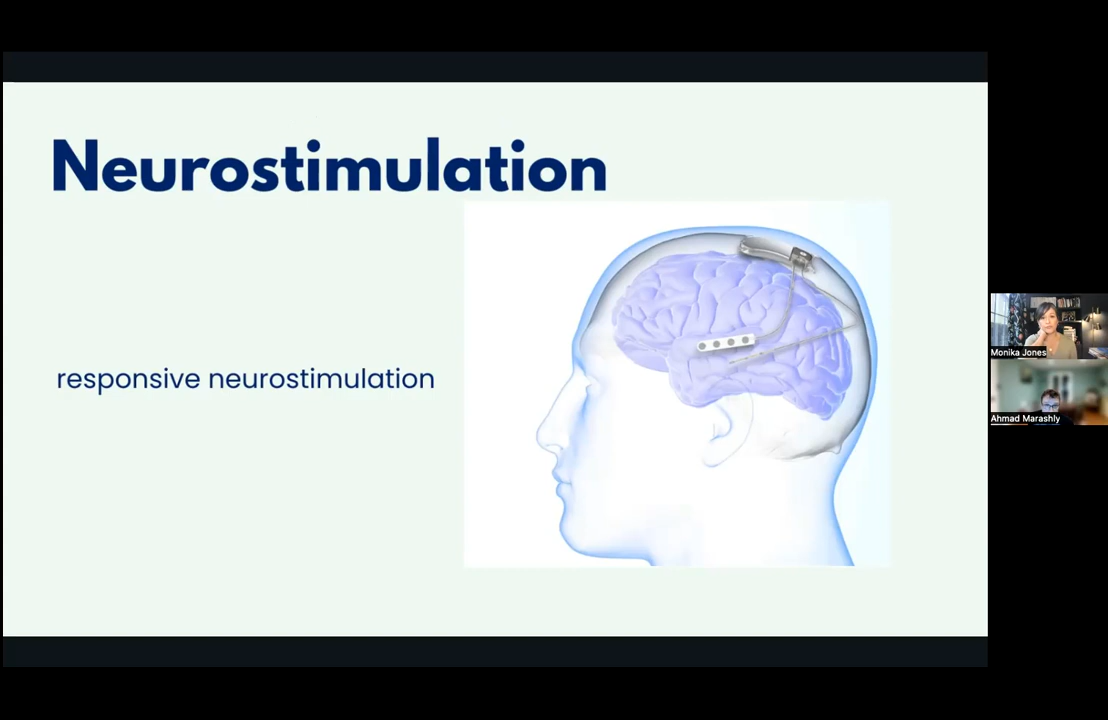 Neurostimulation
responsive neurostimulation
Monika Jones
Ahmad Marashly